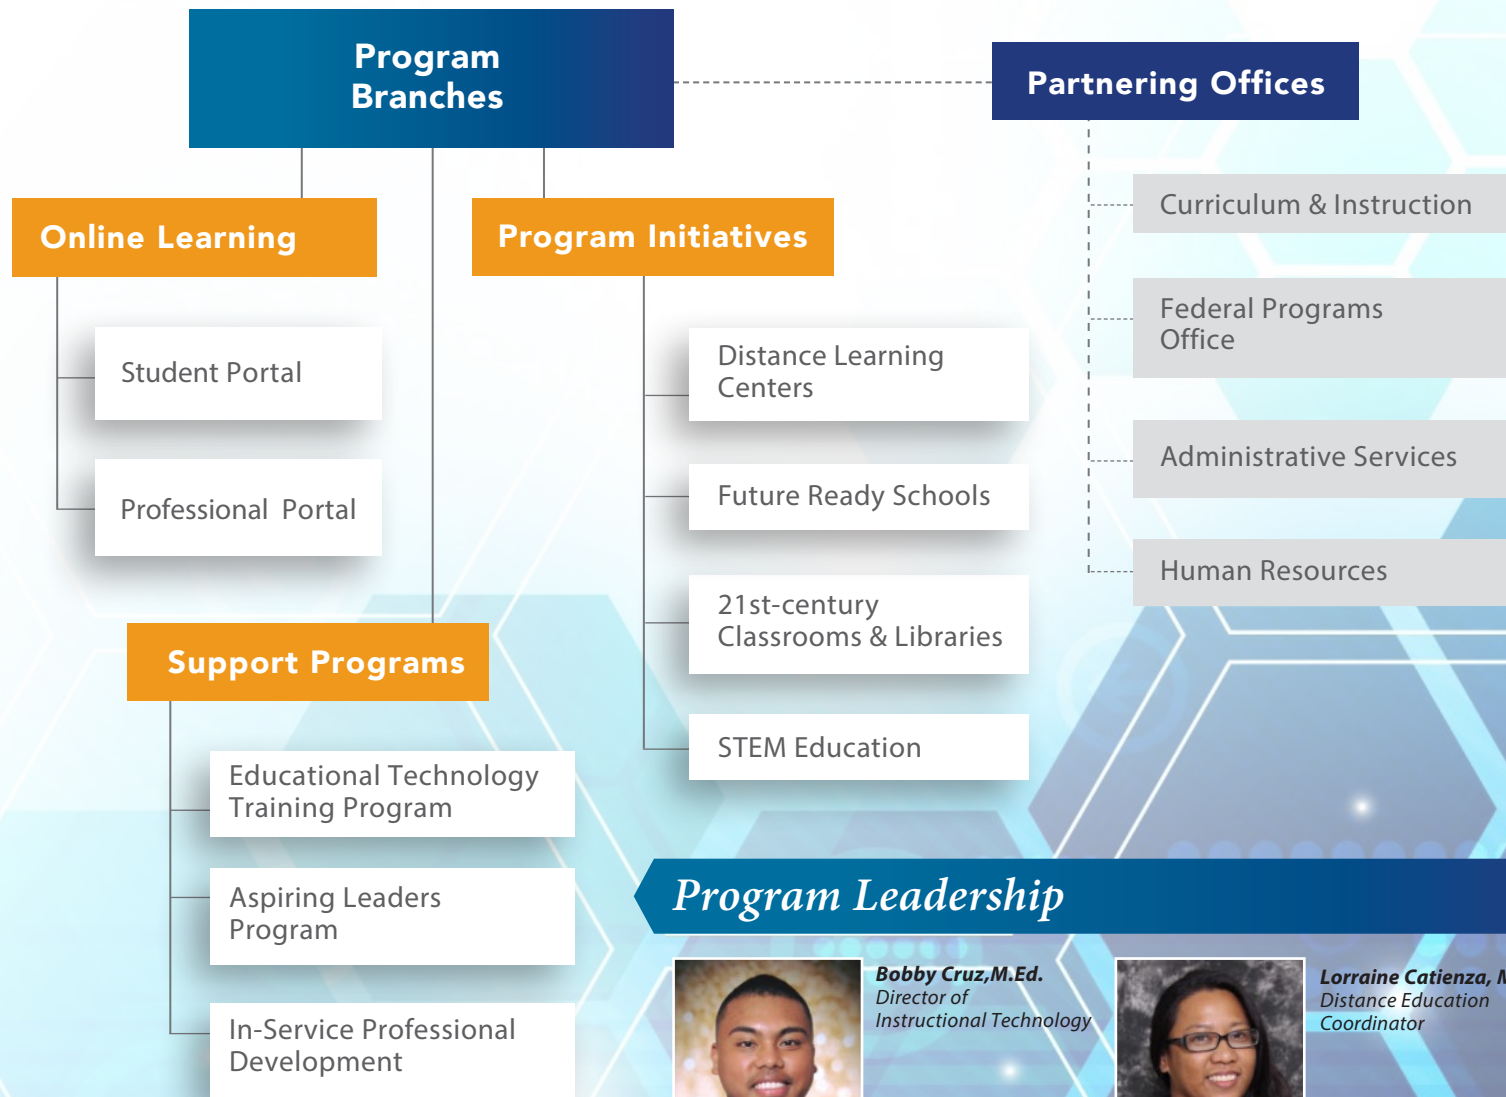 Program
Branches
Partnering Offices
Online Learning
Program Initiatives
Curriculum & Instruction
Federal Programs
Office
Administrative Services
Human Resources
Student Portal
Professional Portal
Distance Learning
Centers
Future Ready Schools
21st-century
Classrooms & Libraries
STEM Education
Support Programs
Educational Technology
Training Program
Aspiring Leaders
Program
In-Service Professional
Development
Program Leadership
Bobby Cruz,M.Ed.
Director of
Instructional Technology
Lorraine Catienza,
Distance Education
Coordinator